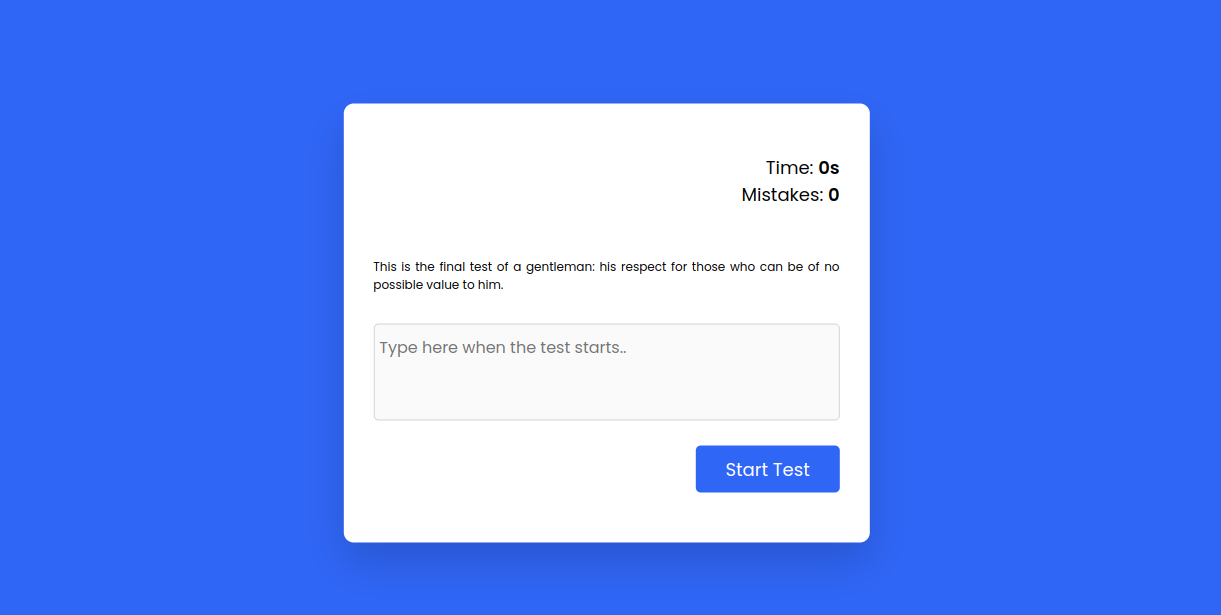 Time: 0s
Mistakes: 0
This is the final test of a gentleman: his respect for those who can be of no
possible value to him.
Type here when the test starts..
Start Test